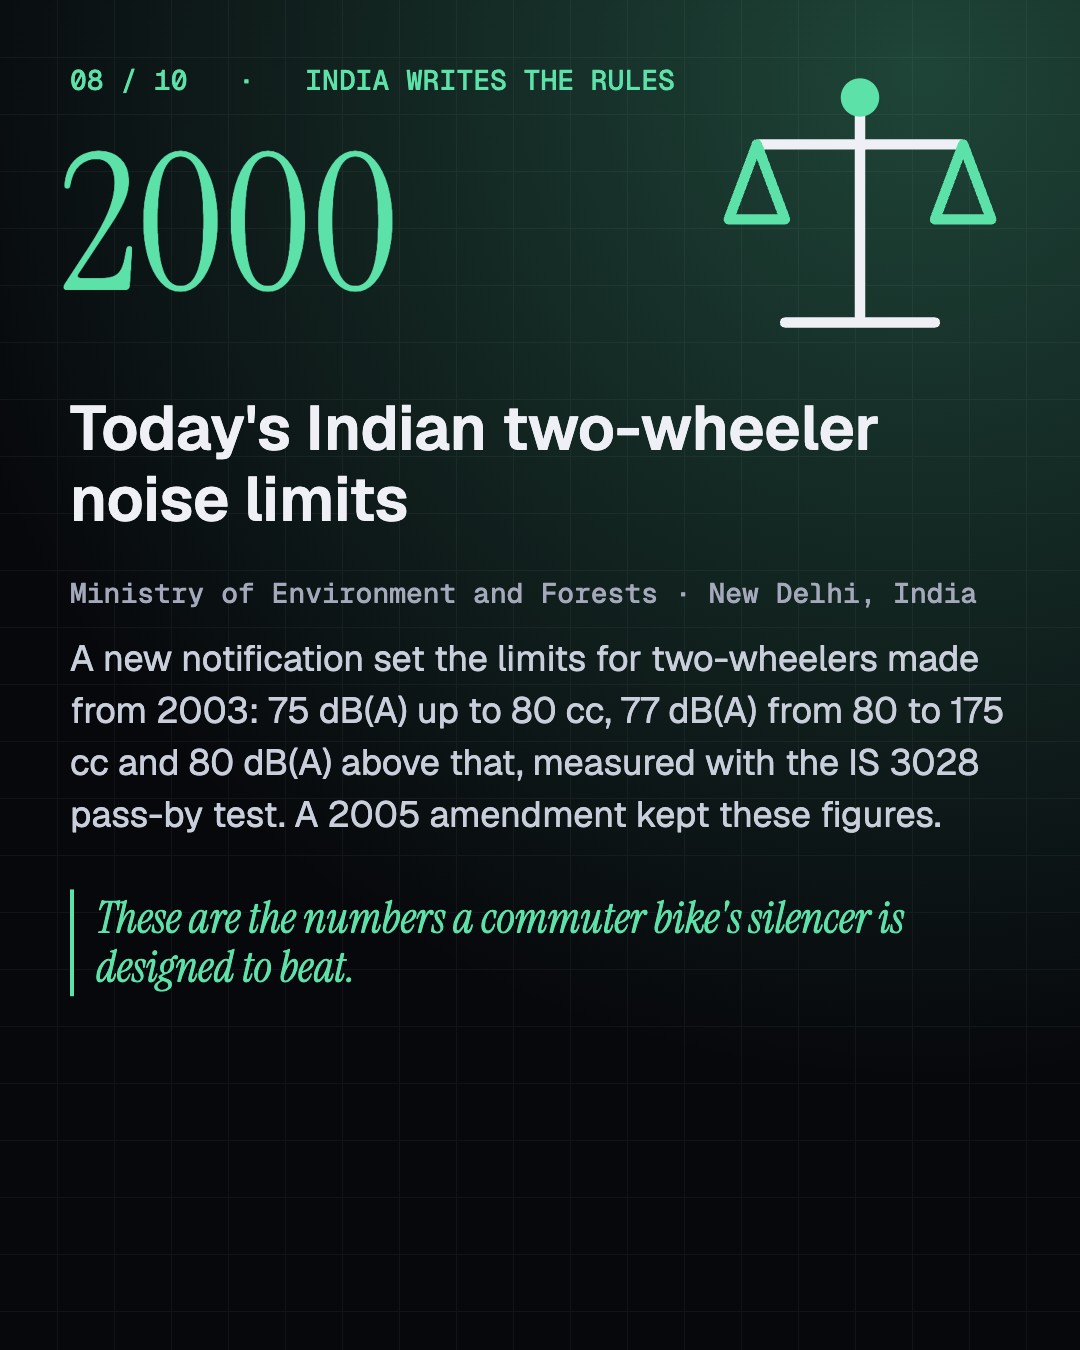 08 / 10 · INDIA WRITES THE RULES
2000
Today's Indian two-wheeler
noise limits
Ministry of Environment and Forests · New Delhi, India
A new notification set the limits for two-wheelers made
from 2003: 75 dB(A) up to 80 cc, 77 dB(A) from 80 to 175
cc and 80 dB(A) above that, measured with the IS 3028
pass-by test. A 2005 amendment kept these figures.
These are the numbers a commuter bike's silencer is
designed to beat.